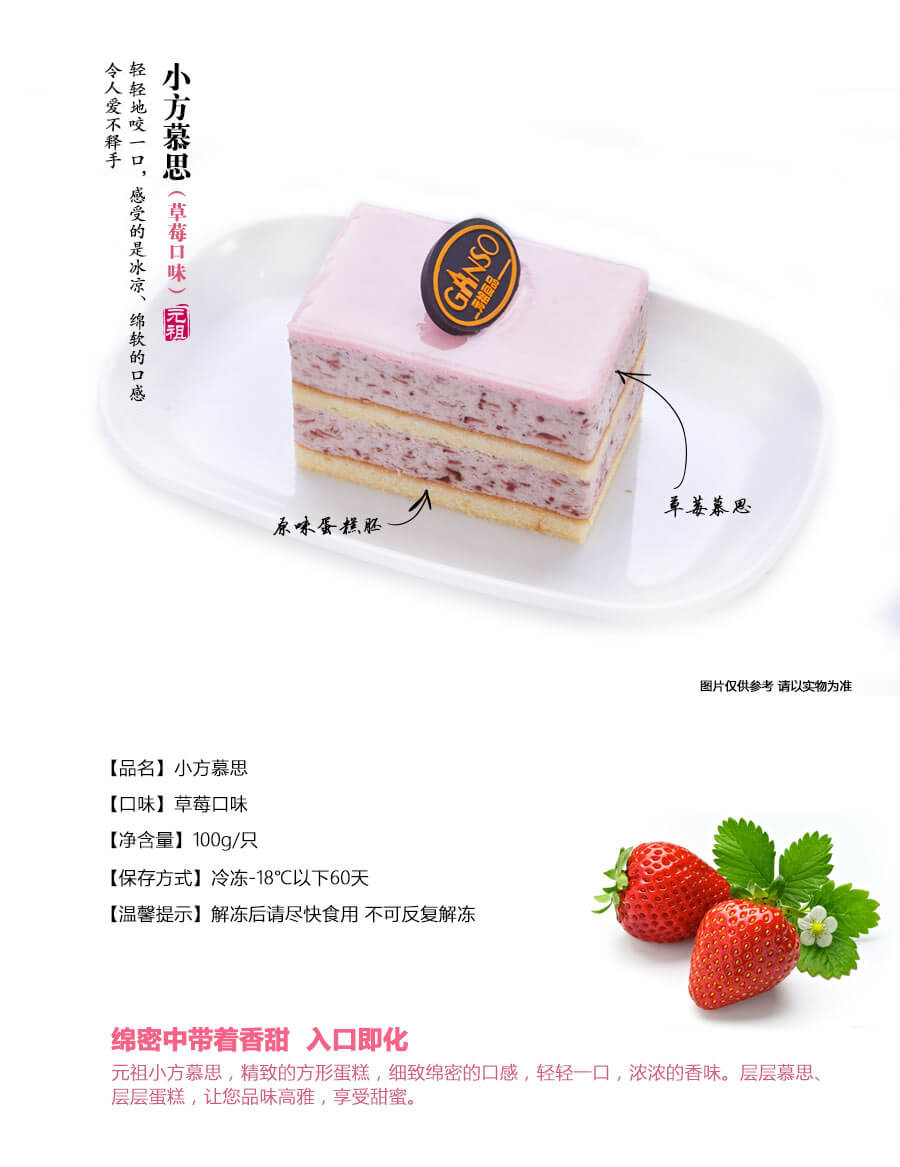 小方慕思（草莓口味）
元祖
轻轻地咬一口，感受的是冰凉、绵软的口感
令人爱不释手
GANSO
草莓慕思
原味蛋糕胚
图片仅供参考 请以实物为准
【品名】小方慕思
【口味】草莓口味
【净含量】100g/只
【保存方式】冷冻-18℃以下60天
【温馨提示】解冻后请尽快食用 不可反复解冻
绵密中带着香甜 入口即化
元祖小方慕思，精致的方形蛋糕，细致绵密的口感，轻轻一口，浓浓的香味。层层慕思、
层层蛋糕，让您品味高雅，享受甜蜜。